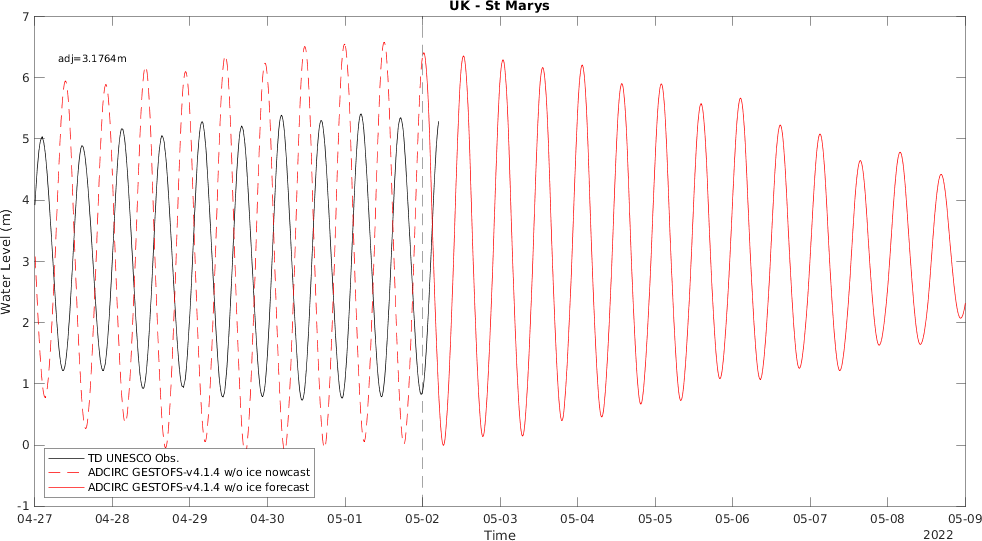 UK - St Marys
7
adj=3.1764m
6
5
4
3
2
1
0
-1
Water Level (m)
TD UNESCO Obs.
ADCIRC GESTOFS-v4.1.4 w/o ice nowcast
ADCIRC GESTOFS-v4.1.4 w/o ice forecast
04-27 04-28 04-29 04-30 05-01 05-02 05-03 05-04 05-05 05-06 05-07 05-08 05-09
Time
2022